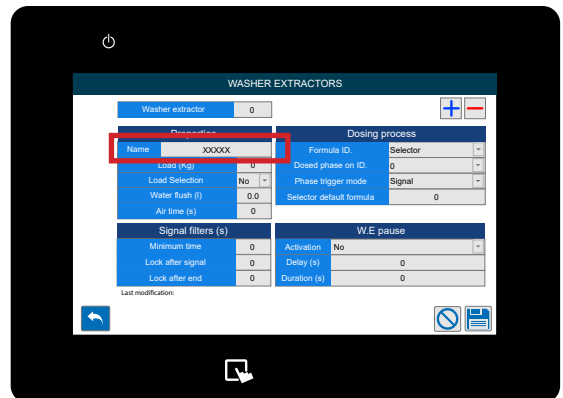 WASHER EXTRACTORS
Washer extractor 0
Properties Dosing process
Name XXXXX Formula ID. Selector
Load (Kg) 0 Dosed phase on ID. 0
Load Selection No Phase trigger mode Signal
Water flush (l) 0.0 Selector default formula 0
Air time (s) 0
Signal filters (s) W.E pause
Minimum time 0 Activation No
Lock after signal 0 Delay (s) 0
Lock after end 0 Duration (s) 0
Last modification: